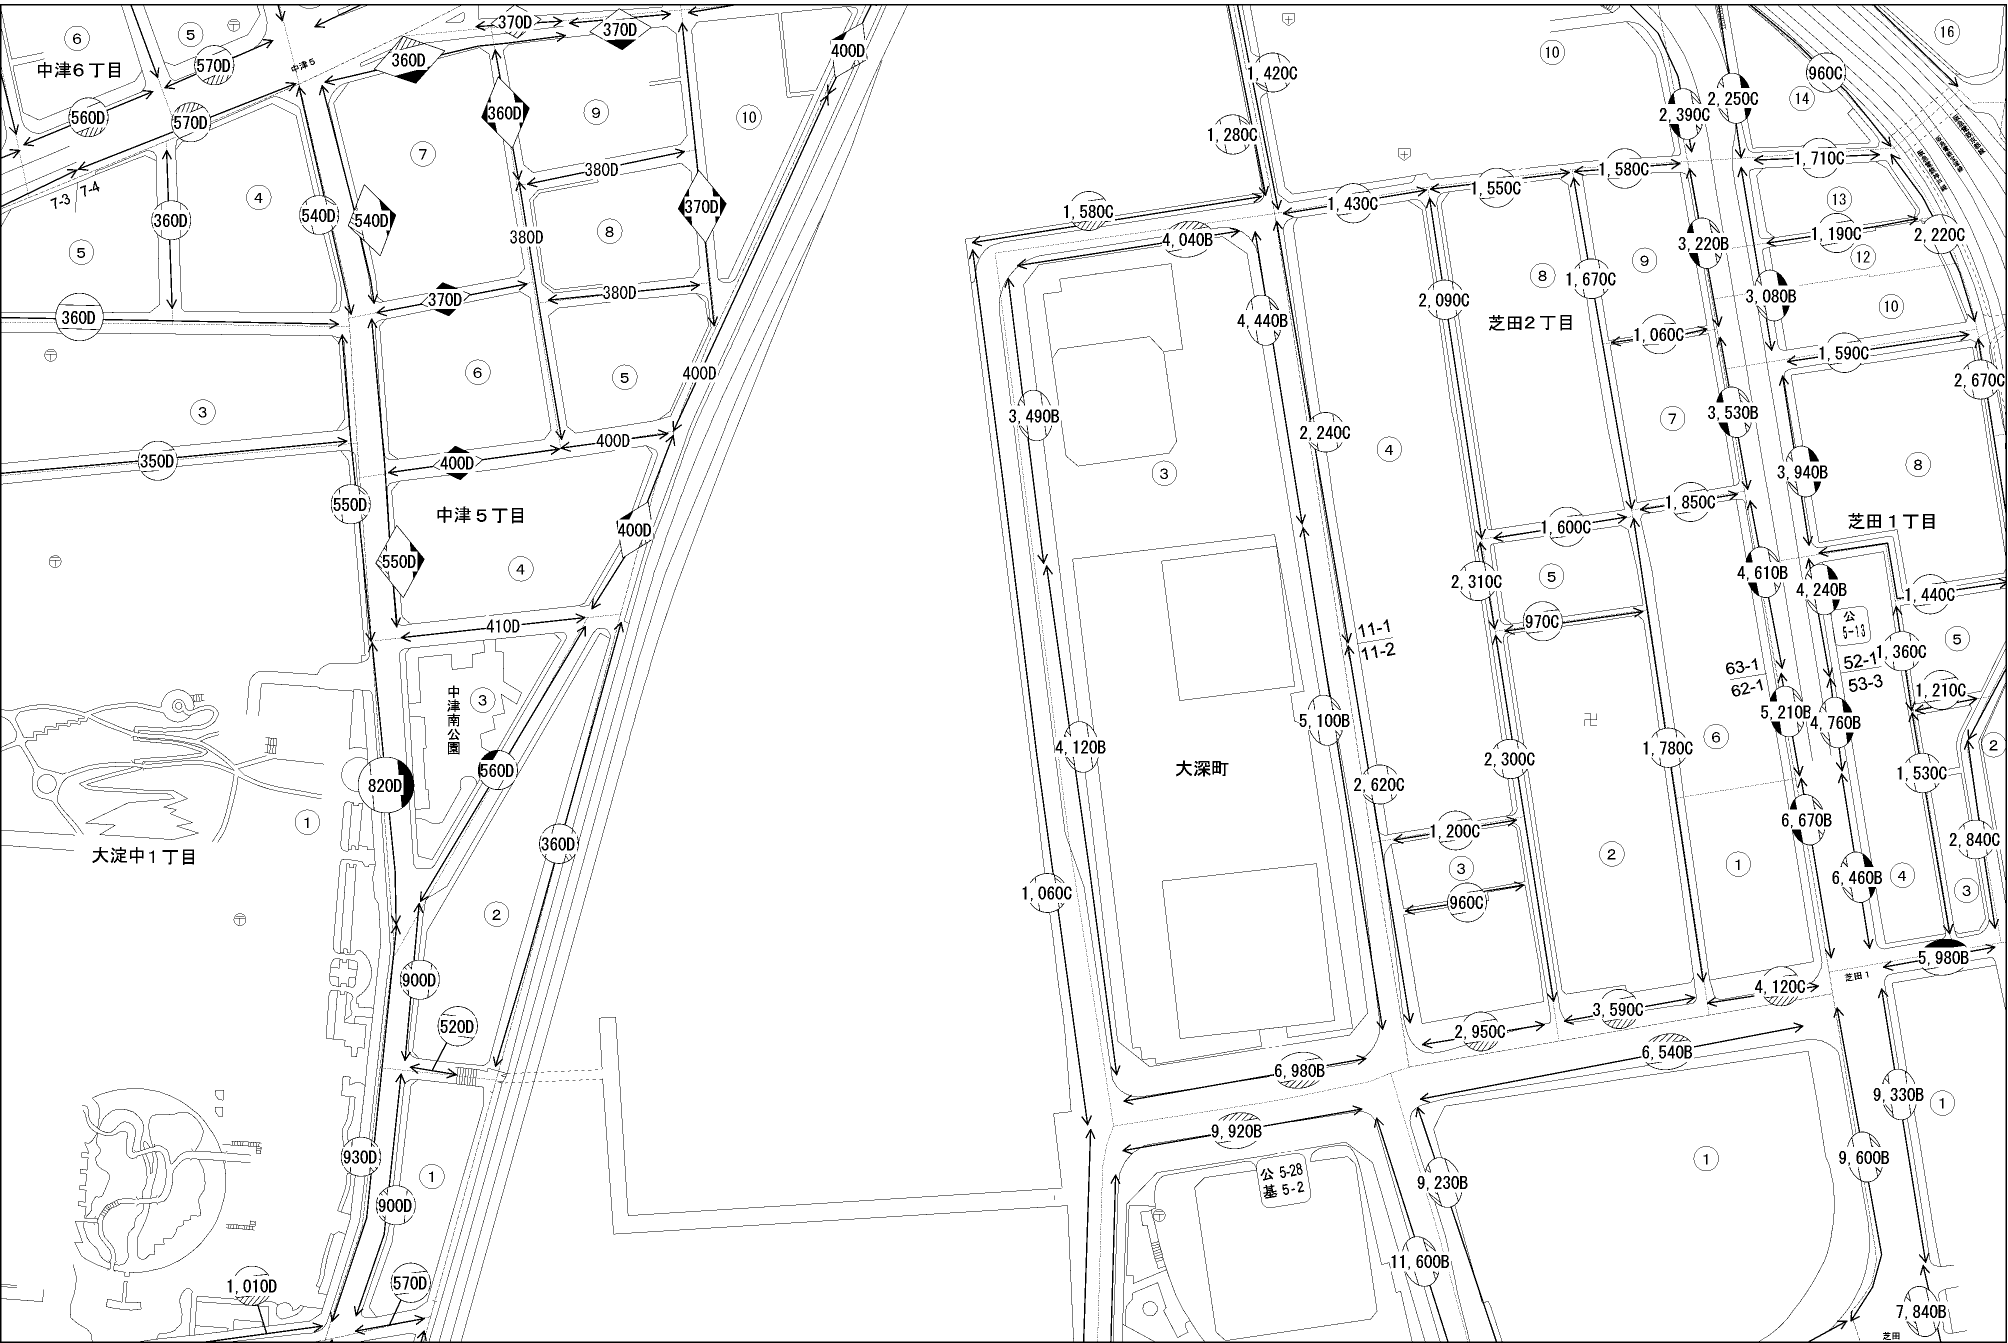 ⑥
⑤
中津6丁目
570D
中津5
560D
570D
7-3 7-4
④
⑤
360D
540D
360D
③
350D
550D
370D
370D
360D
400D
360D
⑨
⑩
⑦
380D
540D
370D
380D
⑧
380D
370D
⑥
⑤
400D
400D
400D
中津5丁目
400D
550D
④
410D
中津南公園
③
560D
820D
①
大淀中1丁目
360D
②
900D
520D
930D
①
900D
570D
1,010D
1,420C
1,280C
1,580C
4,040B
4,440B
3,490B
③
2,240C
④
11-1
11-2
5,100B
4,120B
大深町
2,620C
1,060C
6,980B
9,920B
公 5-28
基 5-2
9,230B
11,600B
⑩
1,430C
1,550C
1,580C
2,390C
2,250C
960C
⑭
⑯
1,710C
⑬
1,190C
2,220C
⑫
3,220B
⑨
⑧
1,670C
2,090C
3,080B
⑩
芝田2丁目
1,060C
1,590C
2,670C
⑦
3,530B
3,940B
⑧
1,850C
1,600C
芝田1丁目
⑤
2,310C
4,610B
4,240B
1,440C
公
5-13
970C
⑤
1,360C
63-1
62-1
52-1
53-3
1,210C
5,210B
4,760B
⑥
1,780C
2,300C
②
1,530C
1,200C
6,670B
2,840C
③
②
①
6,460B
④
③
960C
5,980B
芝田1
4,120C
3,590C
2,950C
6,540B
9,330B
①
①
9,600B
7,840B
芝田